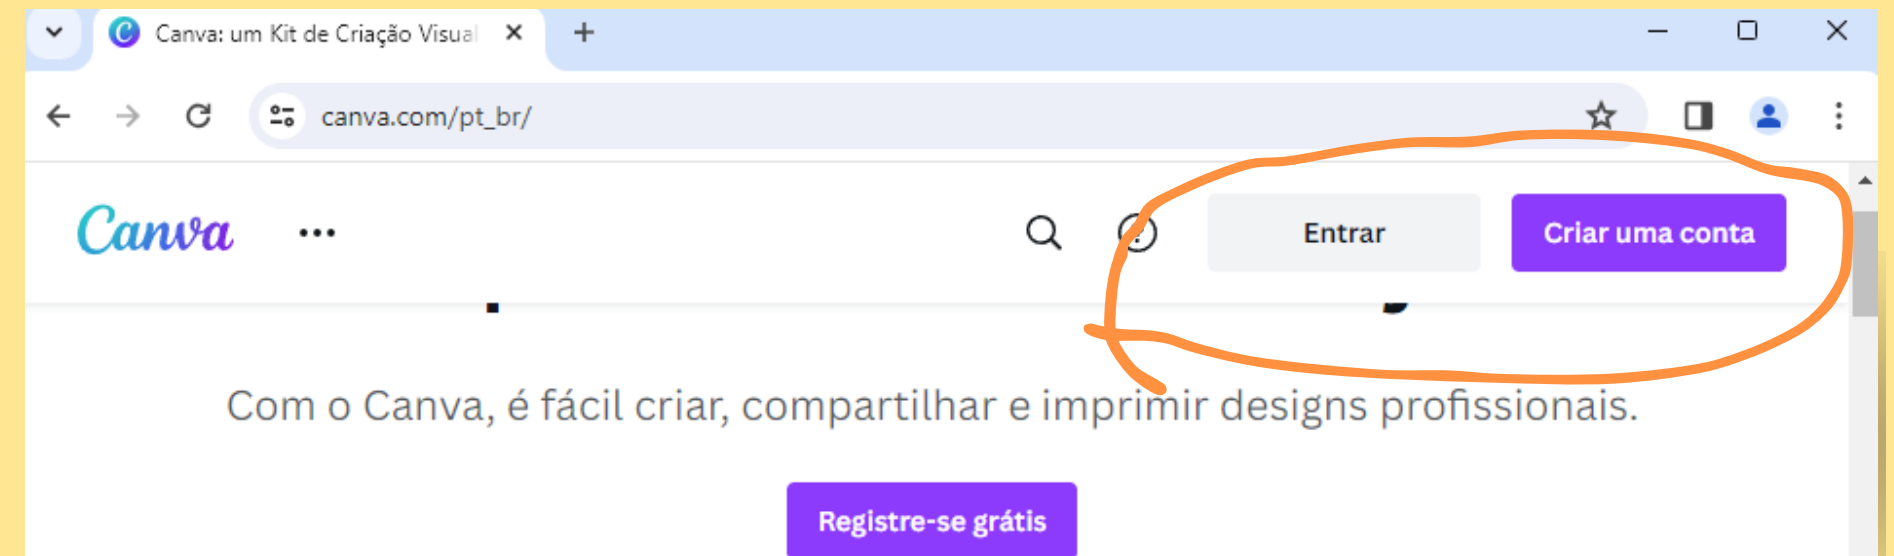 Canva: um Kit de Criação Visual
canva.com/pt_br/
Canva
Entrar
Criar uma conta
Com o Canva, é fácil criar, compartilhar e imprimir designs profissionais.
Registre-se grátis